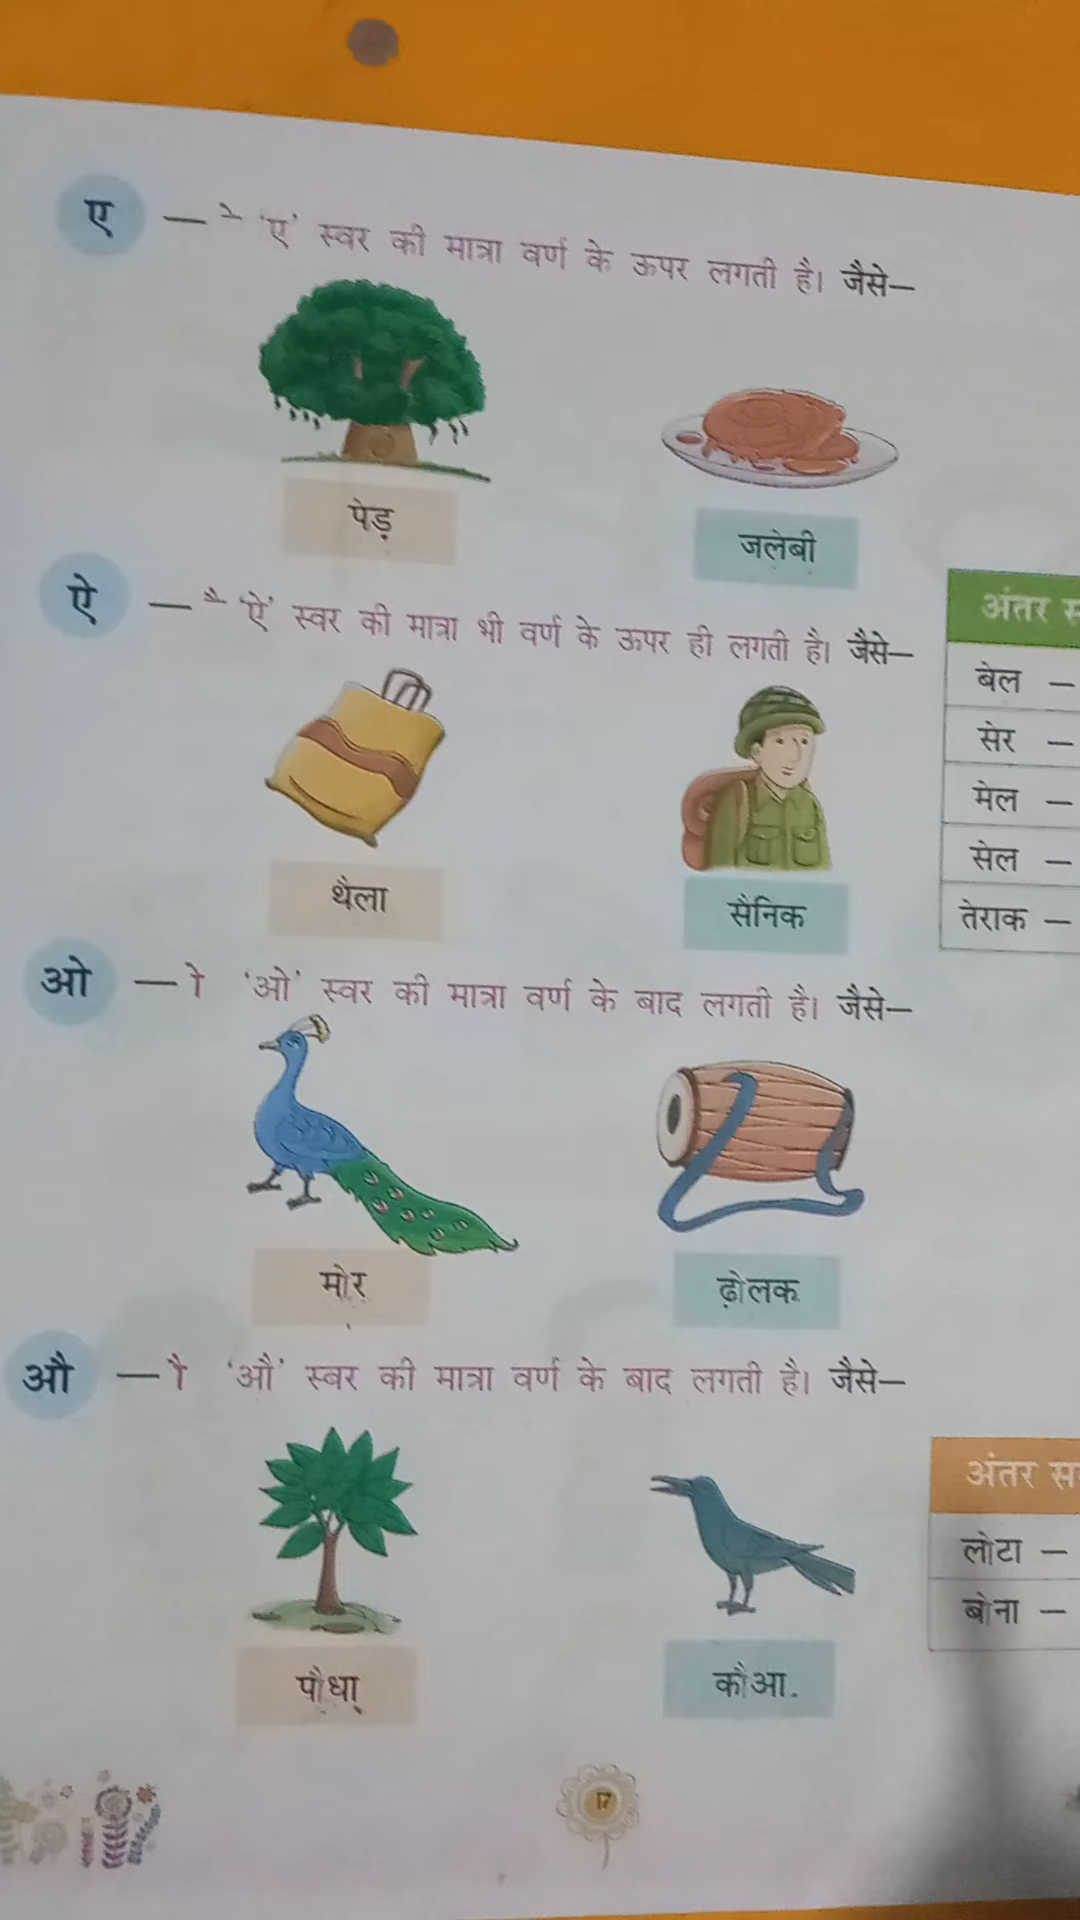 ए — े 'ए' स्वर की मात्रा वर्ण के ऊपर लगती है। जैसे—
पेड़
जलेबी
ऐ — ै 'ऐ' स्वर की मात्रा भी वर्ण के ऊपर ही लगती है। जैसे—
थैला
सैनिक
अंतर
बेल —
सेर —
मेल —
सेल —
तेराक —
ओ — ो 'ओ' स्वर की मात्रा वर्ण के बाद लगती है। जैसे—
मोर
ढ़ोलक
औ — ौ 'औ' स्वर की मात्रा वर्ण के बाद लगती है। जैसे—
पौधा
कौआ
अंतर
लोटा —
बोना —
17